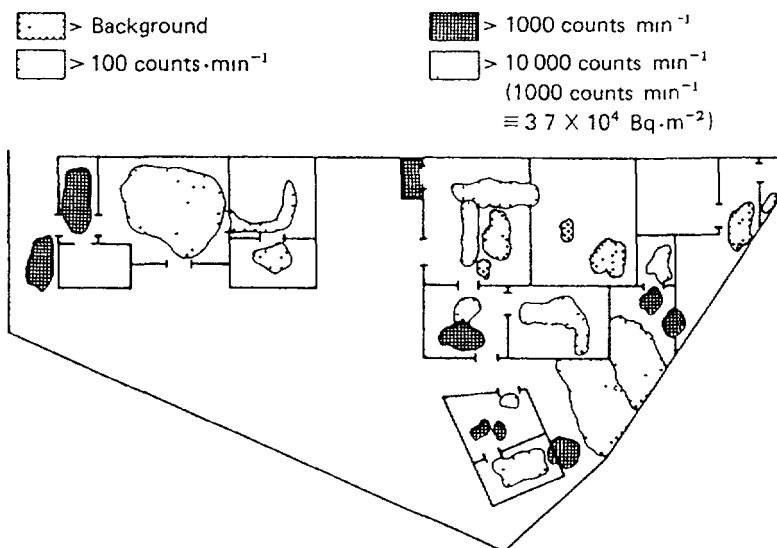 > Background
> 100 counts·min⁻¹
> 1000 counts min⁻¹
> 10 000 counts min⁻¹
(1000 counts min⁻¹
≡ 3 7 X 10⁴ Bq·m⁻²)